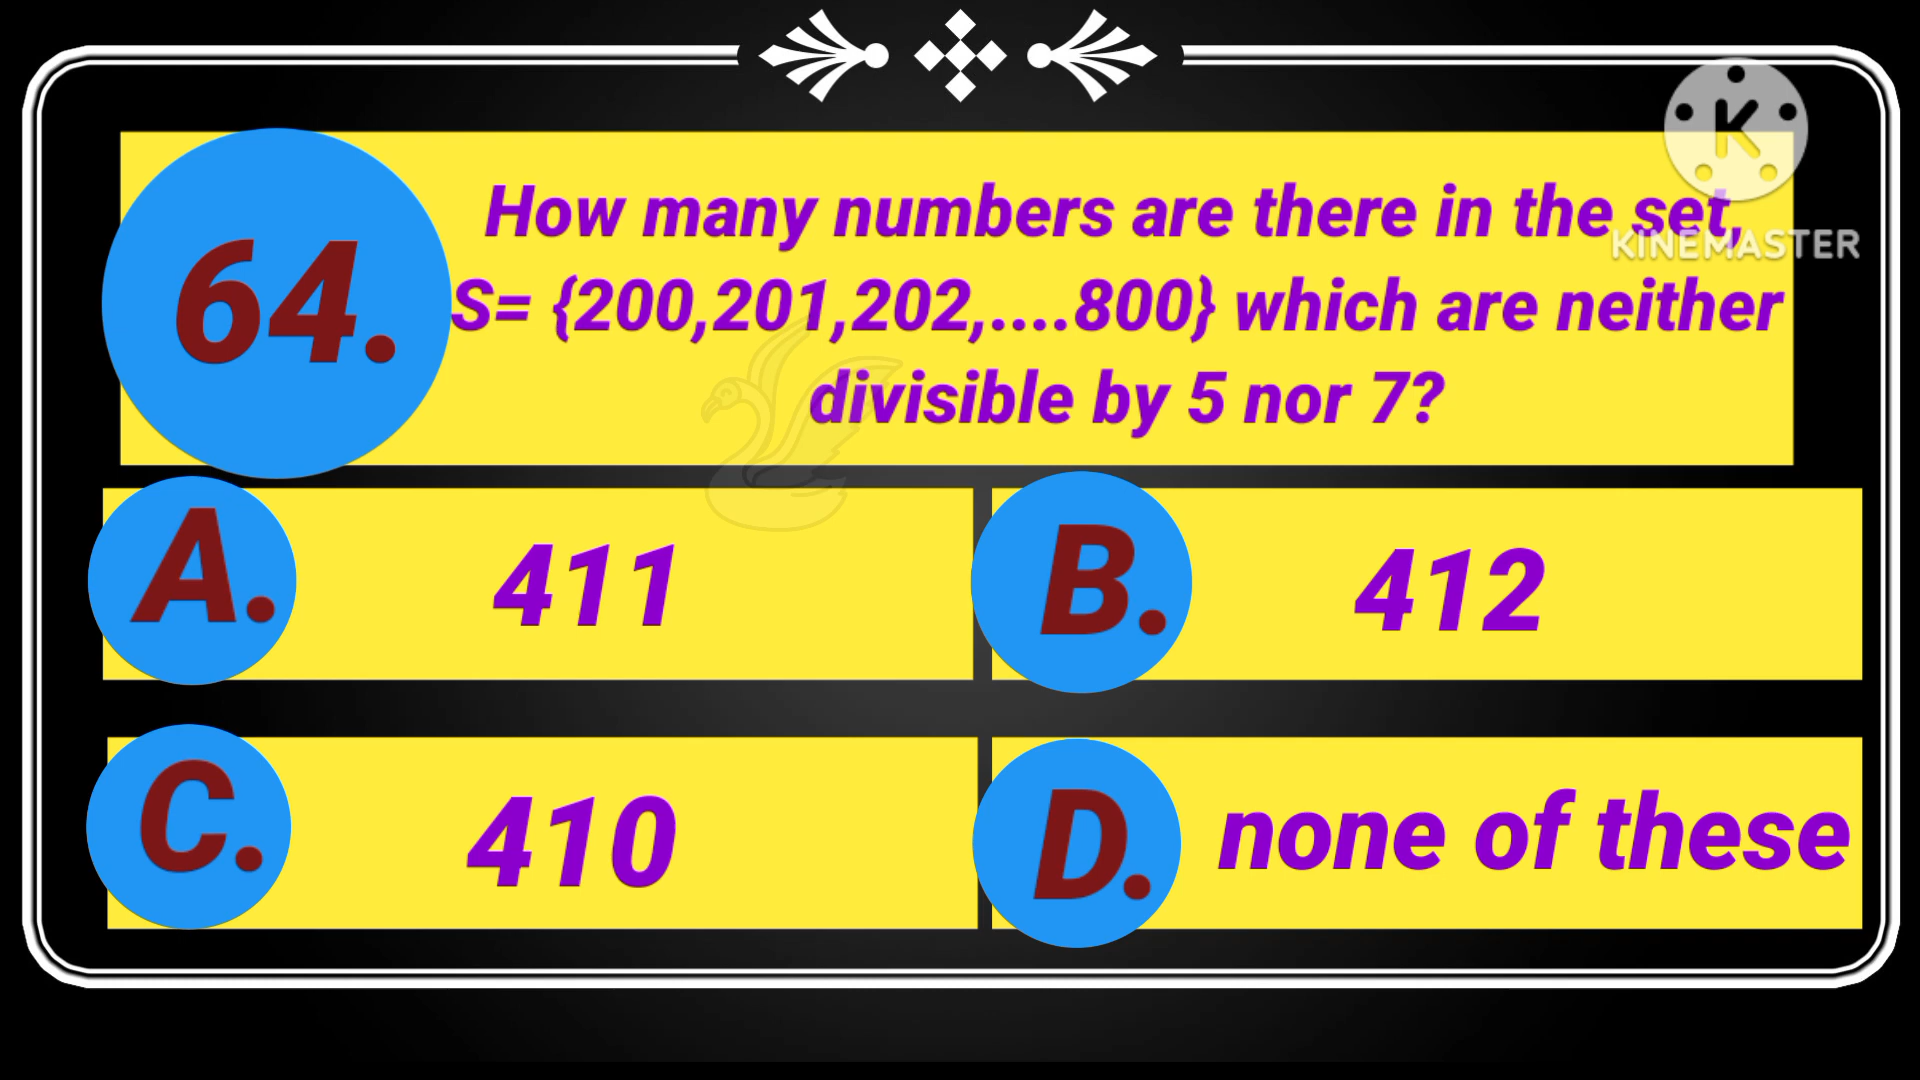 K
KINEMASTER
64.
How many numbers are there in the set,
S= {200,201,202,....800} which are neither
divisible by 5 nor 7?
A. 411
B. 412
C. 410
D. none of these